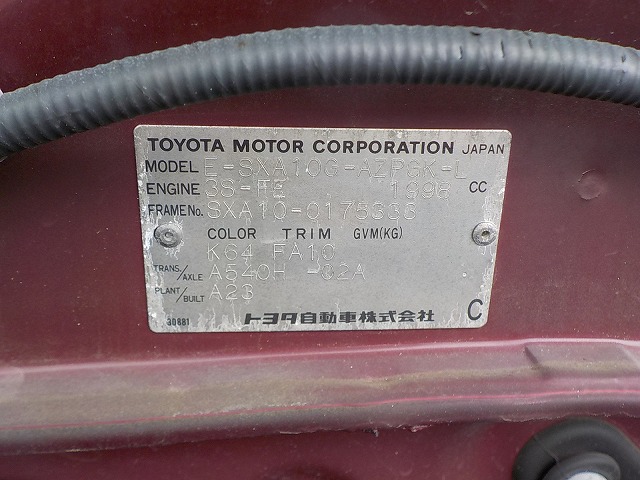 TOYOTA MOTOR CORPORATION JAPAN
MODEL E-SXA10G-AZPGK-L
ENGINE 3S-FE 1998 CC
FRAME No. SXA10-0175336
COLOR TRIM GVM(KG)
K64 FA10
TRANS./AXLE A540H -02A
PLANT/BUILT A23
30881 トヨタ自動車株式会社 C